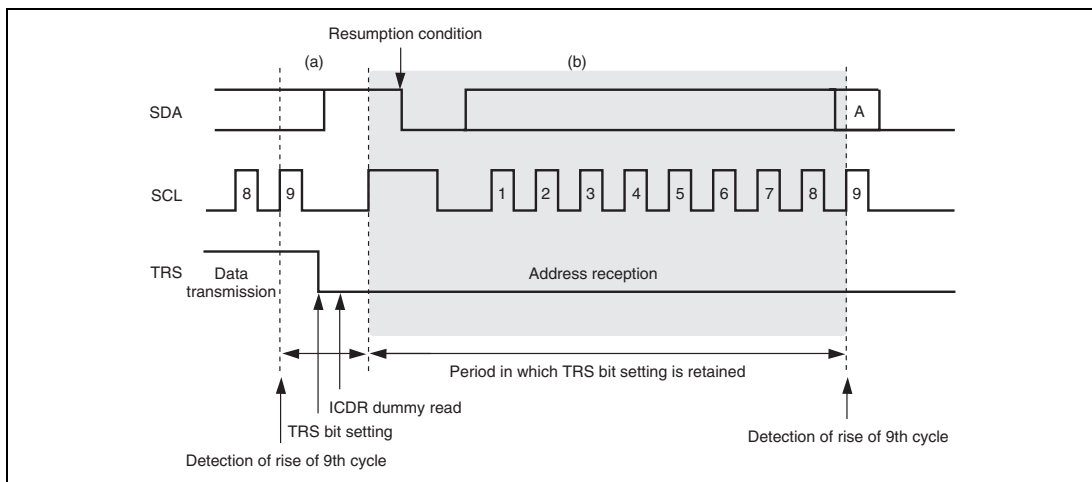 Resumption condition
(a)
(b)
SDA
A
SCL
8
9
1
2
3
4
5
6
7
8
9
TRS
Data
transmission
Address reception
Period in which TRS bit setting is retained
ICDR dummy read
TRS bit setting
Detection of rise of 9th cycle
Detection of rise of 9th cycle